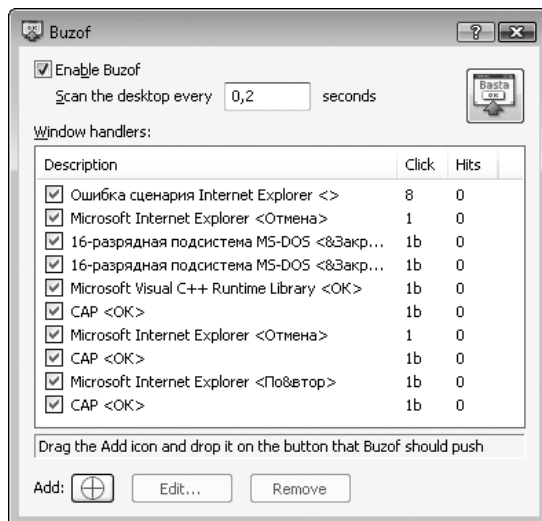 Buzof
Enable Buzof
Scan the desktop every 0,2 seconds
Basta
OK
Window handlers:
Description Click Hits
Ошибка сценария Internet Explorer <> 8 0
Microsoft Internet Explorer <Отмена> 1 0
16-разрядная подсистема MS-DOS <&Закр... 1b 0
16-разрядная подсистема MS-DOS <&Закр... 1b 0
Microsoft Visual C++ Runtime Library <OK> 1b 0
CAP <OK> 1b 0
Microsoft Internet Explorer <Отмена> 1 0
CAP <OK> 1b 0
Microsoft Internet Explorer <По&втор> 1b 0
CAP <OK> 1b 0
Drag the Add icon and drop it on the button that Buzof should push
Add: Edit... Remove